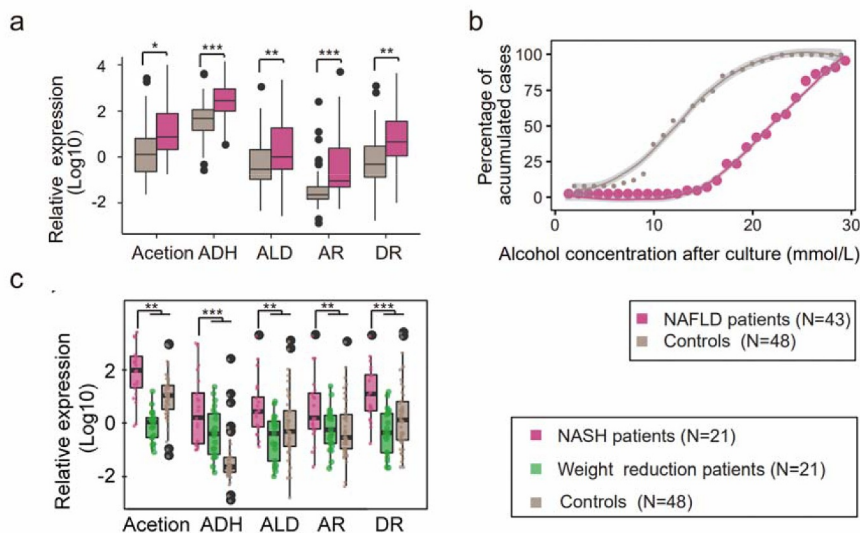 a
Relative expression
(Log10)
4
2
0
-2
*
***
**
***
**
Acetion ADH ALD AR DR
b
Percentage of
acuumulated cases
100
75
50
25
0
0 10 20 30
Alcohol concentration after culture (mmol/L)
NAFLD patients (N=43)
Controls (N=48)
c
Relative expression
(Log10)
2
0
-2
**
***
**
**
***
Acetion ADH ALD AR DR
NASH patients (N=21)
Weight reduction patients (N=21)
Controls (N=48)